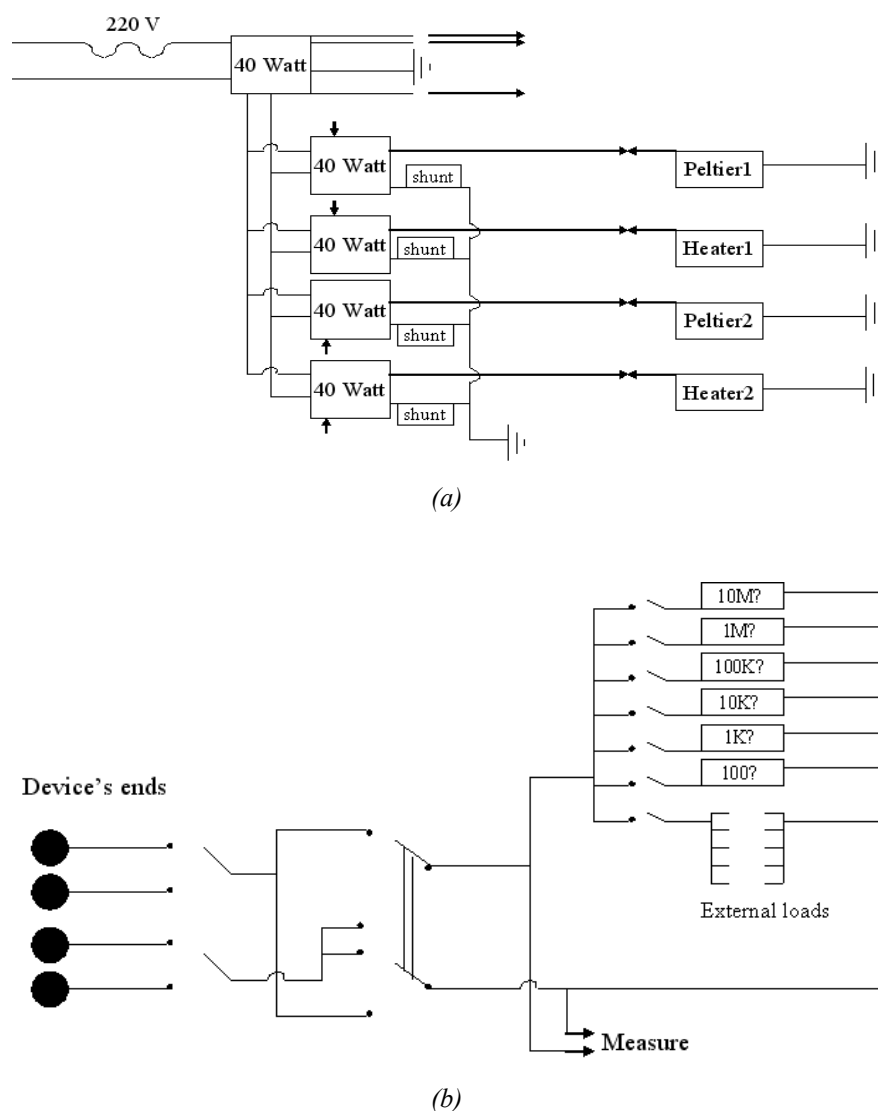 220 V
40 Watt
40 Watt
shunt
Peltier1
40 Watt
shunt
Heater1
40 Watt
shunt
Peltier2
40 Watt
shunt
Heater2
(a)
10M?
1M?
100K?
10K?
1K?
100?
Device's ends
External loads
Measure
(b)